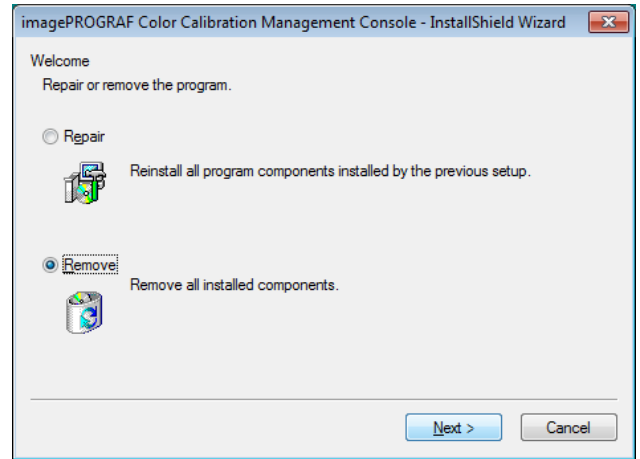 imagePROGRAF Color Calibration Management Console - InstallShield Wizard
Welcome
Repair or remove the program.
Repair
Reinstall all program components installed by the previous setup.
Remove
Remove all installed components.
Next >
Cancel